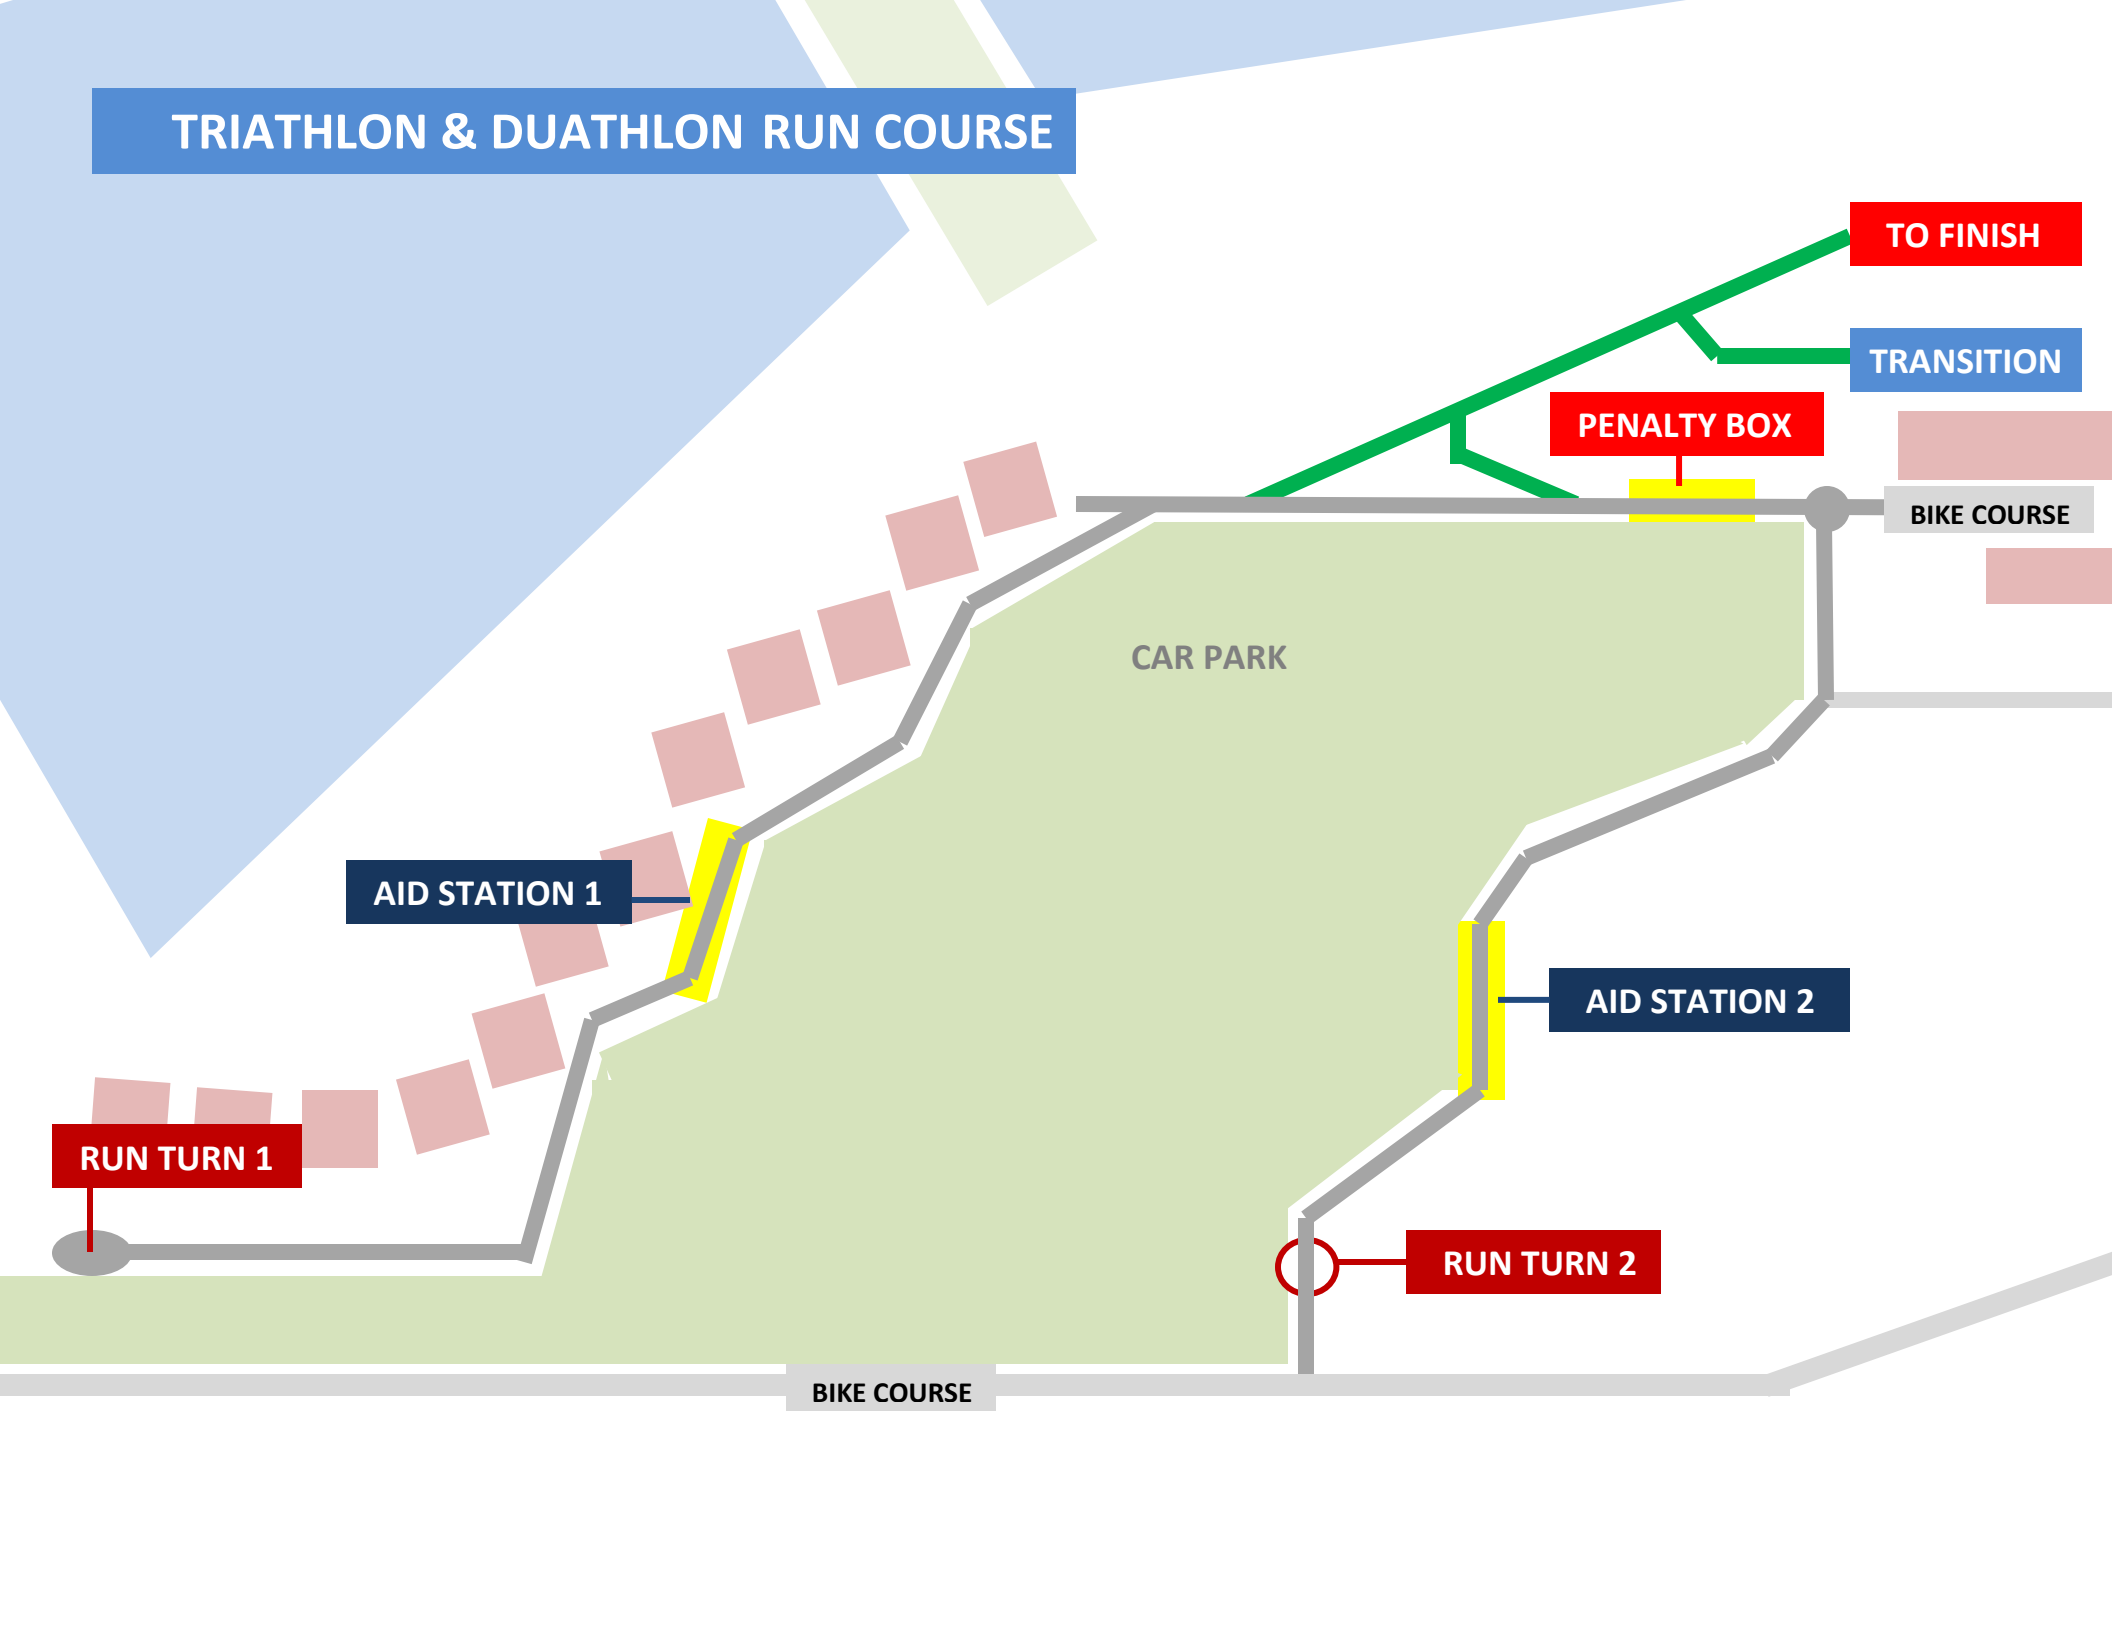 TRIATHLON & DUATHLON RUN COURSE
TO FINISH
TRANSITION
PENALTY BOX
BIKE COURSE
CAR PARK
AID STATION 1
AID STATION 2
RUN TURN 1
RUN TURN 2
BIKE COURSE